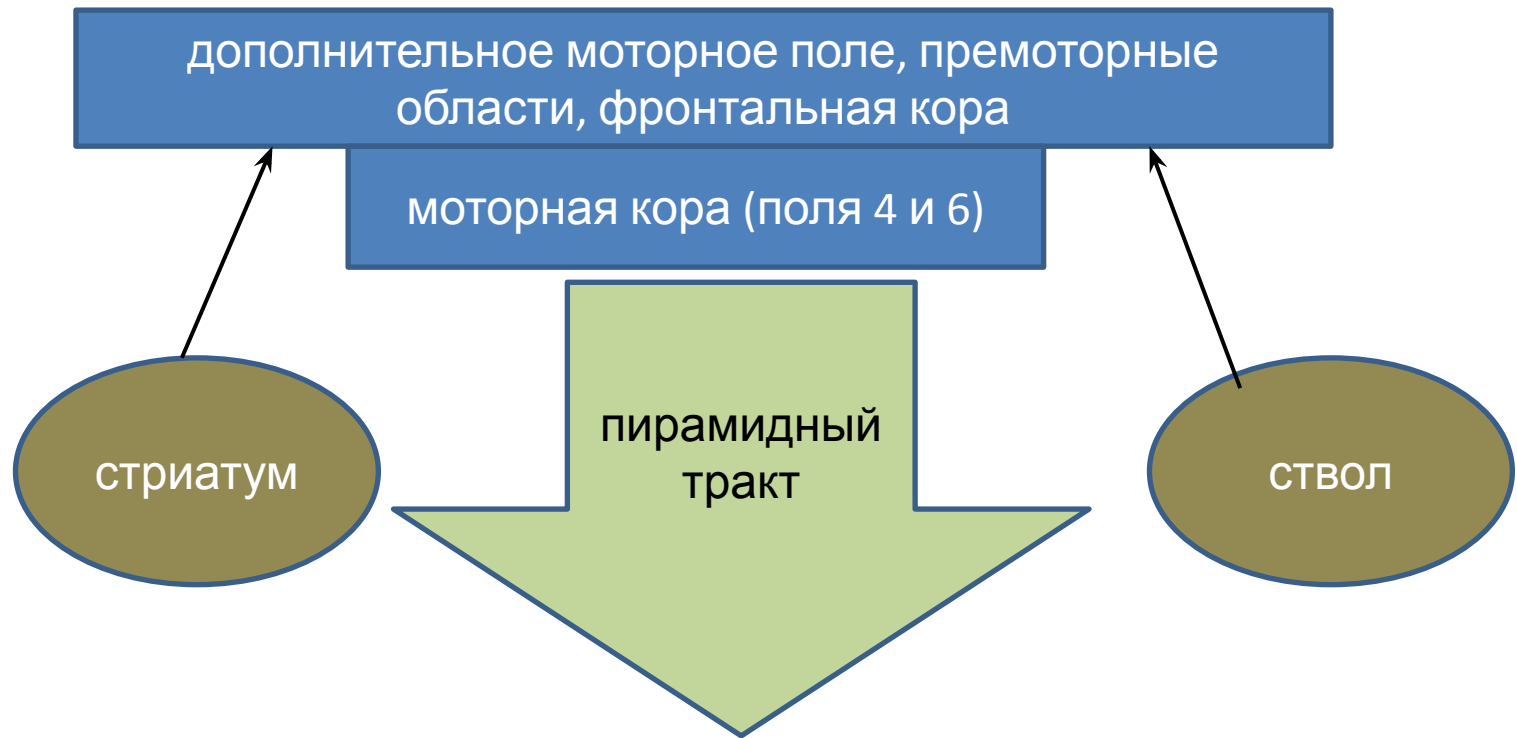 дополнительное моторное поле, премоторные
области, фронтальная кора
моторная кора (поля 4 и 6)
пирамидный
тракт
стриатум
ствол